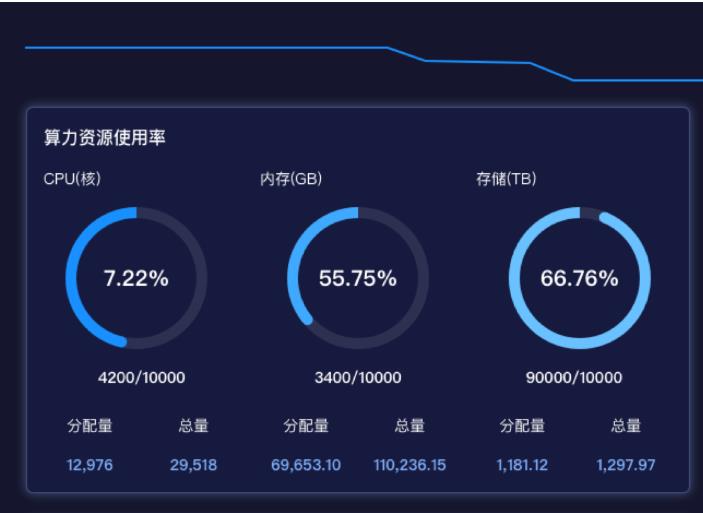 算力资源使用率
CPU(核) 内存(GB) 存储(TB)
7.22% 55.75% 66.76%
4200/10000 3400/10000 90000/10000
分配量 总量 分配量 总量 分配量 总量
12,976 29,518 69,653.10 110,236.15 1,181.12 1,297.97